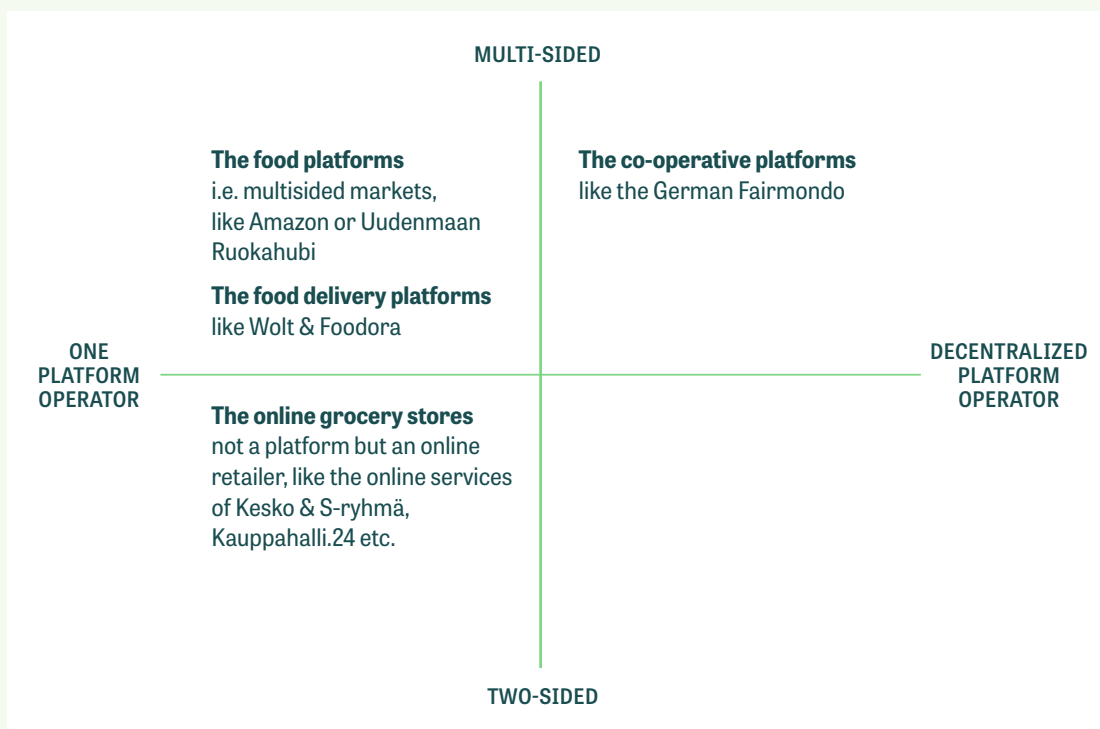 MULTI-SIDED
The food platforms
i.e. multisided markets,
like Amazon or Uudenmaan
Ruokahubi
The food delivery platforms
like Wolt & Foodora
The co-operative platforms
like the German Fairmondo
ONE
PLATFORM
OPERATOR
DECENTRALIZED
PLATFORM
OPERATOR
The online grocery stores
not a platform but an online
retailer, like the online services
of Kesko & S-ryhmä,
Kauppahalli.24 etc.
TWO-SIDED